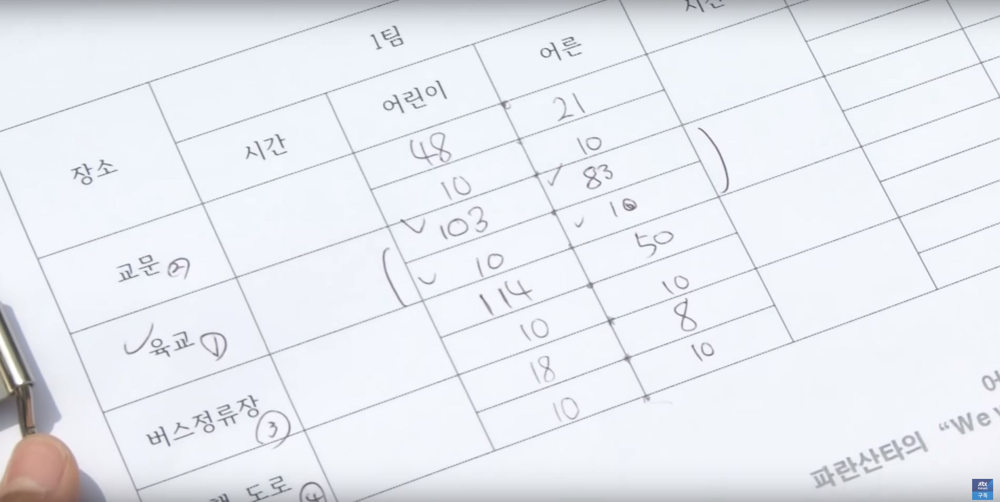 1팀
장소 시간 어린이 어른 시간
교문 ② 48 21
10 10
✓육교 ① ( ✓ 103 ✓ 83 )
✓ 10 ✓ 10
버스정류장 ③ 114 50
10 10
도로 ④ 18 8
10 10
파란산타의 “We
jtbc
news
구독